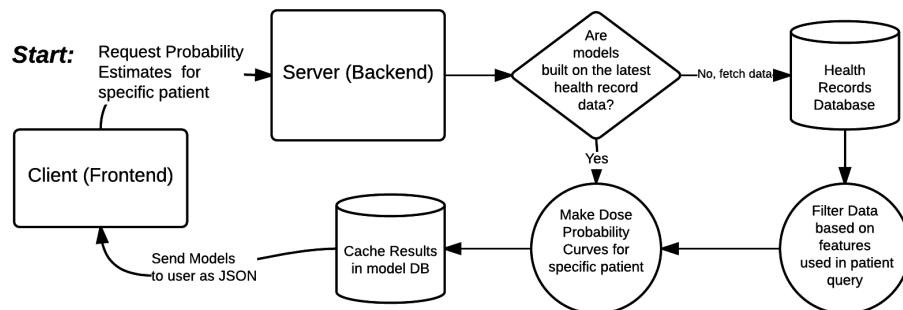 Start:
Request Probability
Estimates for
specific patient
Server (Backend)
Are
models
built on the latest
health record
data?
No, fetch data
Health
Records
Database
Client (Frontend)
Yes
Send Models
to user as JSON
Cache Results
in model DB
Make Dose
Probability
Curves for
specific patient
Filter Data
based on
features
used in patient
query